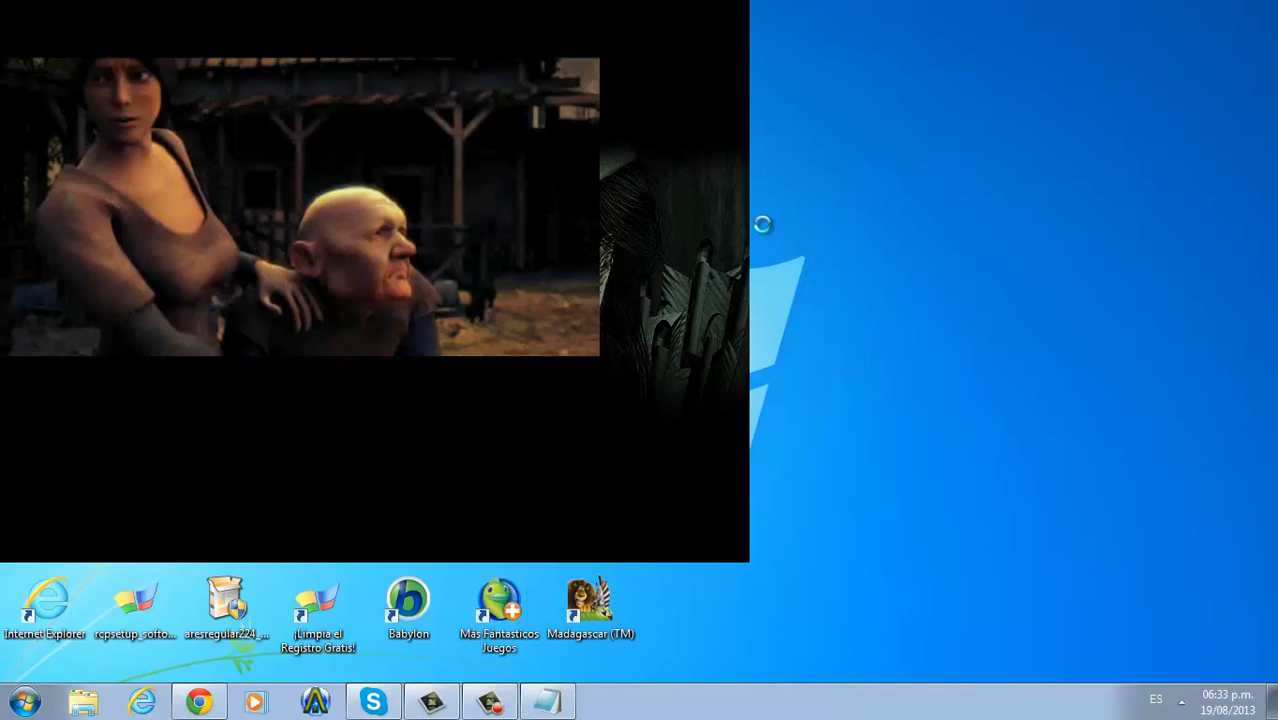 Internet Explorer
rcpsetup_softo...
aresregular224_...
¡Limpia el
Registro Gratis!
Babylon
Más Fantasticos
Juegos
Madagascar (TM)
ES
06:33 p.m.
19/08/2013